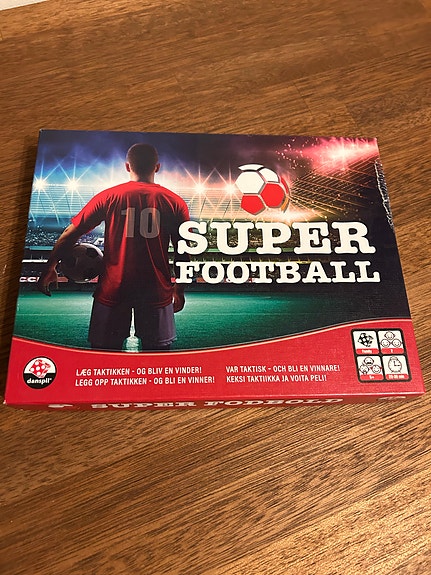 10
SUPER
FOOTBALL
danspil®
LÆG TAKTIKKEN - OG BLIV EN VINDER!
LEGG OPP TAKTIKKEN - OG BLI EN VINNER!
VAR TAKTISK - OCH BLI EN VINNARE!
KEKSI TAKTIIKKA JA VOITA PELI!
SUPER FOOTBALL